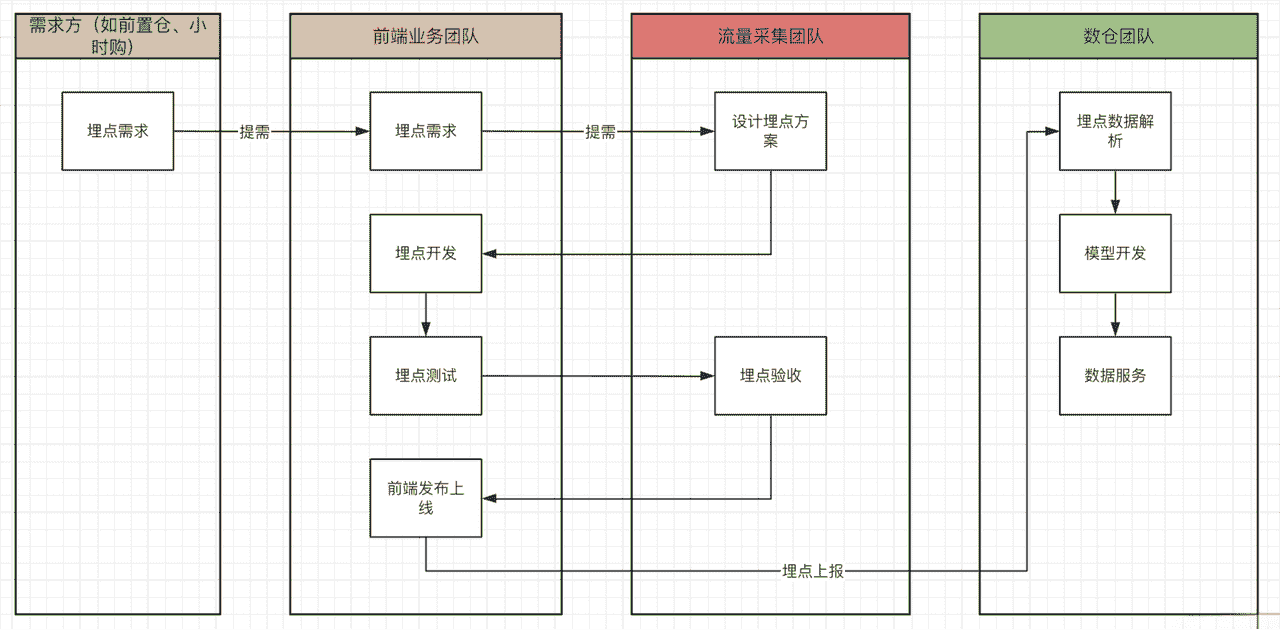 需求方（如前置仓、小
时购）
前端业务团队
流量采集团队
数仓团队
埋点需求
提需
埋点需求
提需
设计埋点方
案
埋点数据解
析
埋点开发
模型开发
埋点测试
埋点验收
数据服务
前端发布上
线
埋点上报